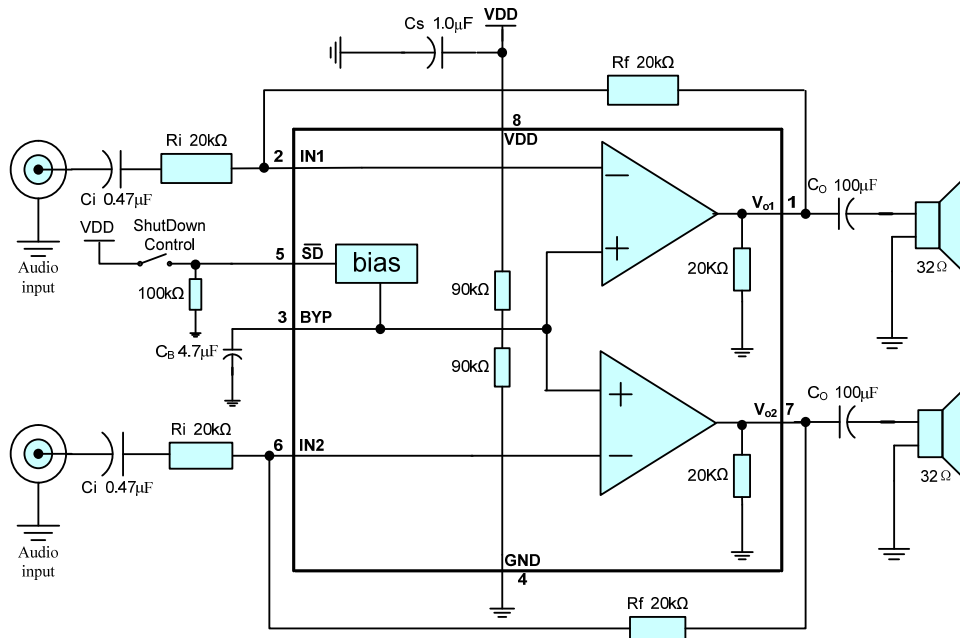 Cs 1.0μF
VDD
Rf 20kΩ
8
VDD
Ri 20kΩ
2
IN1
Ci 0.47μF
Vo1
1
CO 100μF
VDD
ShutDown
Control
5
SD
bias
Audio
input
100kΩ
90kΩ
20KΩ
32Ω
3
BYP
CB 4.7μF
90kΩ
Vo2
7
CO 100μF
Ri 20kΩ
6
IN2
Ci 0.47μF
20KΩ
32Ω
Audio
input
GND
4
Rf 20kΩ